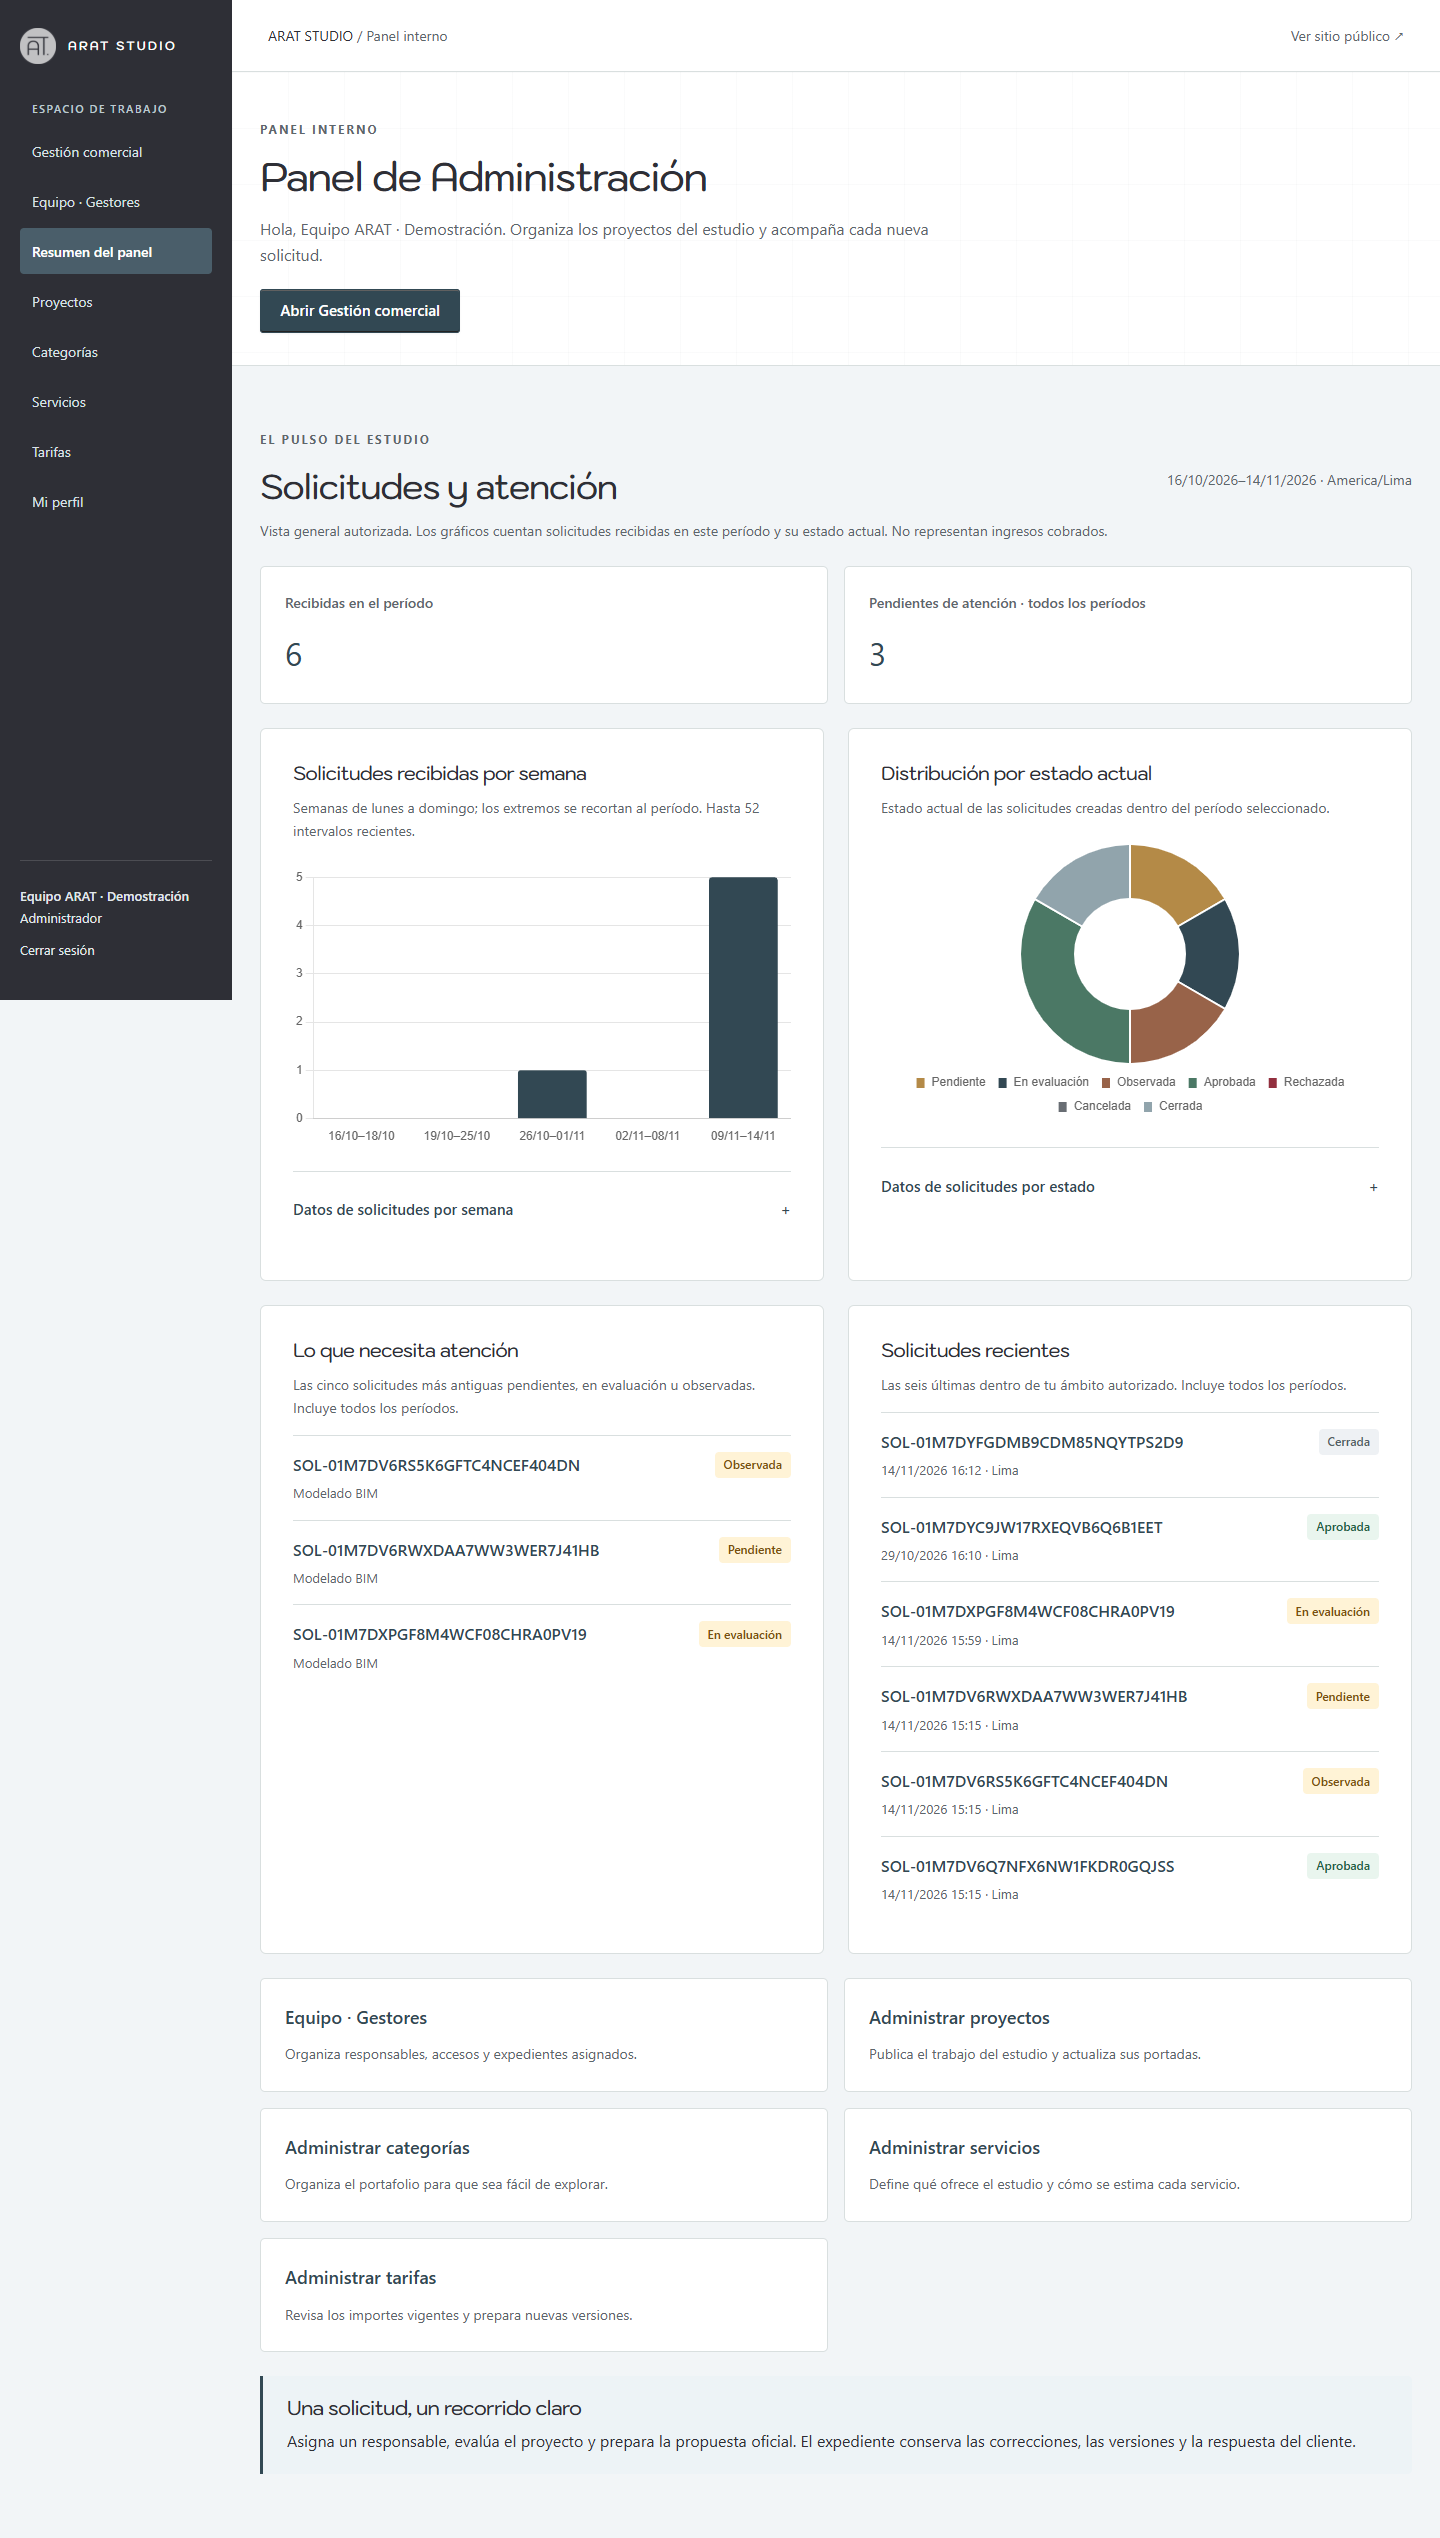 ARAT STUDIO
ESPACIO DE TRABAJO
Gestión comercial
Equipo · Gestores
Resumen del panel
Proyectos
Categorías
Servicios
Tarifas
Mi perfil
Equipo ARAT · Demostración
Administrador
Cerrar sesión
ARAT STUDIO / Panel interno
Ver sitio público ↗
PANEL INTERNO
Panel de Administración
Hola, Equipo ARAT · Demostración. Organiza los proyectos del estudio y acompaña cada nueva
solicitud.
Abrir Gestión comercial
EL PULSO DEL ESTUDIO
Solicitudes y atención
16/10/2026–14/11/2026 · America/Lima
Vista general autorizada. Los gráficos cuentan solicitudes recibidas en este período y su estado actual. No representan ingresos cobrados.
Recibidas en el período
6
Pendientes de atención · todos los períodos
3
Solicitudes recibidas por semana
Semanas de lunes a domingo; los extremos se recortan al período. Hasta 52
intervalos recientes.
5
4
3
2
1
0
16/10–18/10 19/10–25/10 26/10–01/11 02/11–08/11 09/11–14/11
Datos de solicitudes por semana +
Distribución por estado actual
Estado actual de las solicitudes creadas dentro del período seleccionado.
Pendiente En evaluación Observada Aprobada Rechazada
Cancelada Cerrada
Datos de solicitudes por estado +
Lo que necesita atención
Las cinco solicitudes más antiguas pendientes, en evaluación u observadas.
Incluye todos los períodos.
SOL-01M7DV6RS5K6GFTC4NCEF404DN Observada
Modelado BIM
SOL-01M7DV6RWXDAA7WW3WER7J41HB Pendiente
Modelado BIM
SOL-01M7DXPGF8M4WCF08CHRA0PV19 En evaluación
Modelado BIM
Solicitudes recientes
Las seis últimas dentro de tu ámbito autorizado. Incluye todos los períodos.
SOL-01M7DYFGDMB9CDM85NQYTPS2D9 Cerrada
14/11/2026 16:12 · Lima
SOL-01M7DYC9JW17RXEQVB6Q6B1EET Aprobada
29/10/2026 16:10 · Lima
SOL-01M7DXPGF8M4WCF08CHRA0PV19 En evaluación
14/11/2026 15:59 · Lima
SOL-01M7DV6RWXDAA7WW3WER7J41HB Pendiente
14/11/2026 15:15 · Lima
SOL-01M7DV6RS5K6GFTC4NCEF404DN Observada
14/11/2026 15:15 · Lima
SOL-01M7DV6Q7NFX6NW1FKDR0GQJSS Aprobada
14/11/2026 15:15 · Lima
Equipo · Gestores
Organiza responsables, accesos y expedientes asignados.
Administrar proyectos
Publica el trabajo del estudio y actualiza sus portadas.
Administrar categorías
Organiza el portafolio para que sea fácil de explorar.
Administrar servicios
Define qué ofrece el estudio y cómo se estima cada servicio.
Administrar tarifas
Revisa los importes vigentes y prepara nuevas versiones.
Una solicitud, un recorrido claro
Asigna un responsable, evalúa el proyecto y prepara la propuesta oficial. El expediente conserva las correcciones, las versiones y la respuesta del cliente.